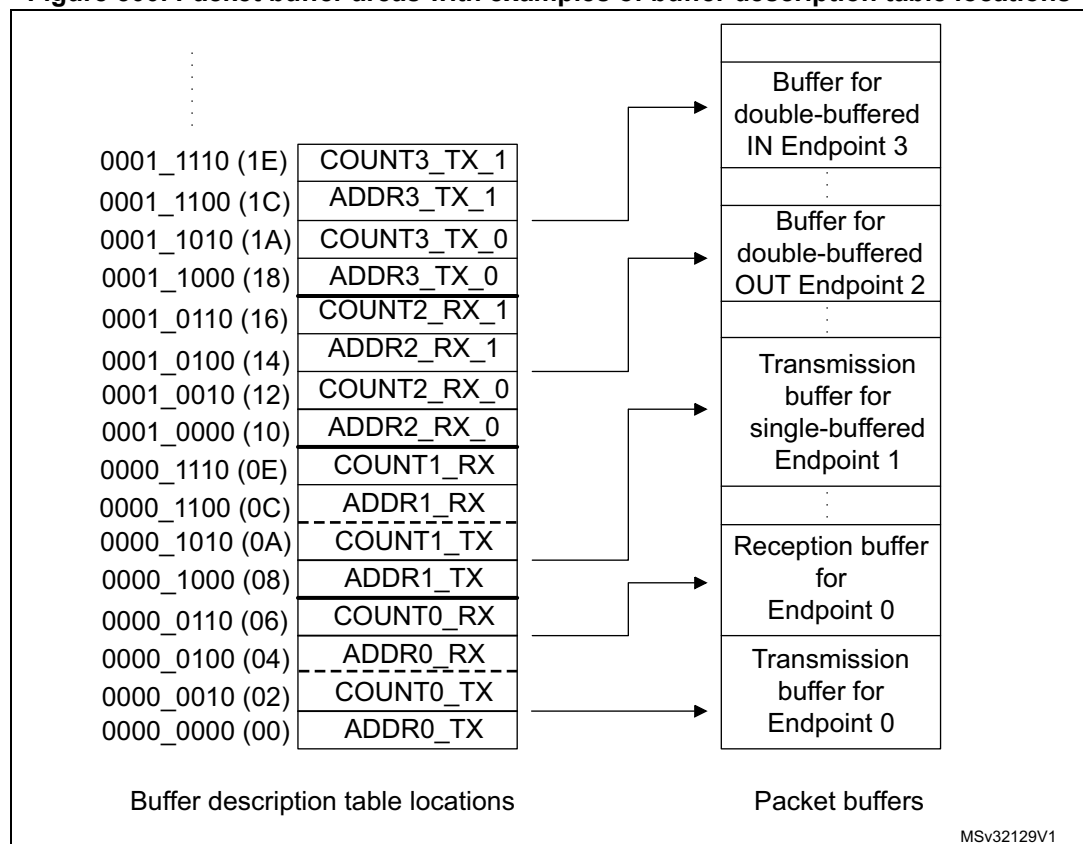 0001_1110 (1E) COUNT3_TX_1
0001_1100 (1C) ADDR3_TX_1
0001_1010 (1A) COUNT3_TX_0
0001_1000 (18) ADDR3_TX_0
0001_0110 (16) COUNT2_RX_1
0001_0100 (14) ADDR2_RX_1
0001_0010 (12) COUNT2_RX_0
0001_0000 (10) ADDR2_RX_0
0000_1110 (0E) COUNT1_RX
0000_1100 (0C) ADDR1_RX
0000_1010 (0A) COUNT1_TX
0000_1000 (08) ADDR1_TX
0000_0110 (06) COUNT0_RX
0000_0100 (04) ADDR0_RX
0000_0010 (02) COUNT0_TX
0000_0000 (00) ADDR0_TX
Buffer description table locations
Buffer for
double-buffered
IN Endpoint 3
Buffer for
double-buffered
OUT Endpoint 2
Transmission
buffer for
single-buffered
Endpoint 1
Reception buffer
for
Endpoint 0
Transmission
buffer for
Endpoint 0
Packet buffers
MSv32129V1